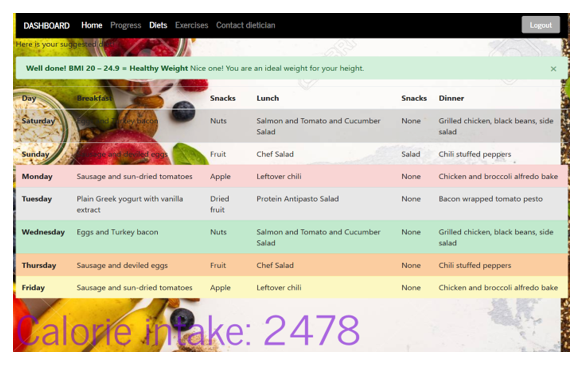 DASHBOARD Home Progress Diets Exercises Contact dietician Logout
Here is your suggested
Well done! BMI 20 – 24.9 = Healthy Weight Nice one! You are an ideal weight for your height. ×
Day Breakfast Snacks Lunch Snacks Dinner
Saturday Turkey bacon Nuts Salmon and Tomato and Cucumber None Grilled chicken, black beans, side
Salad salad
Sunday Sausage and deviled eggs Fruit Chef Salad Salad Chili stuffed peppers
Monday Sausage and sun-dried tomatoes Apple Leftover chili None Chicken and broccoli alfredo bake
Tuesday Plain Greek yogurt with vanilla Dried Protein Antipasto Salad None Bacon wrapped tomato pesto
extract fruit
Wednesday Eggs and Turkey bacon Nuts Salmon and Tomato and Cucumber None Grilled chicken, black beans, side
Salad salad
Thursday Sausage and deviled eggs Fruit Chef Salad None Chili stuffed peppers
Friday Sausage and sun-dried tomatoes Apple Leftover chili None Chicken and broccoli alfredo bake
Calorie intake: 2478